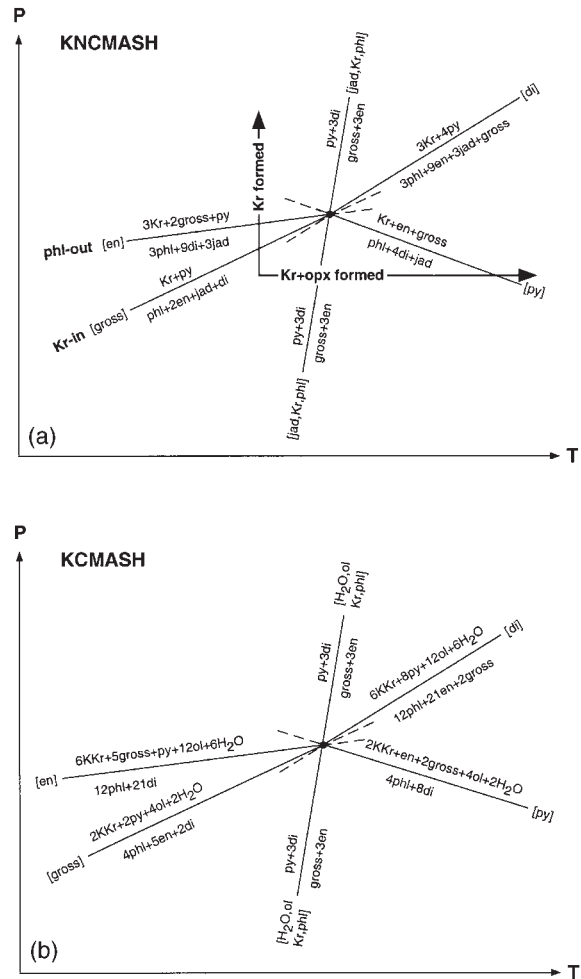 P
KNCMASH
[jad,Kr,phl]
py+3di
gross+3en
[di]
3Kr+4py
3phl+9en+3jad+gross
Kr formed
3Kr+2gross+py
phl-out [en]
3phl+9di+3jad
Kr+en+gross
phl+4di+jad
[py]
Kr+opx formed
Kr+py
Kr-in [gross]
phl+2en+jad+di
py+3di
gross+3en
[jad,Kr,phl]
(a)
T
P
KCMASH
[H2O,ol
Kr,phl]
py+3di
gross+3en
[di]
6KKr+8py+12ol+6H2O
12phl+21en+2gross
6KKr+5gross+py+12ol+6H2O
[en]
12phl+21di
2KKr+en+2gross+4ol+2H2O
4phl+8di
[py]
2KKr+2py+4ol+2H2O
[gross]
4phl+5en+2di
py+3di
gross+3en
[H2O,ol
Kr,phl]
(b)
T